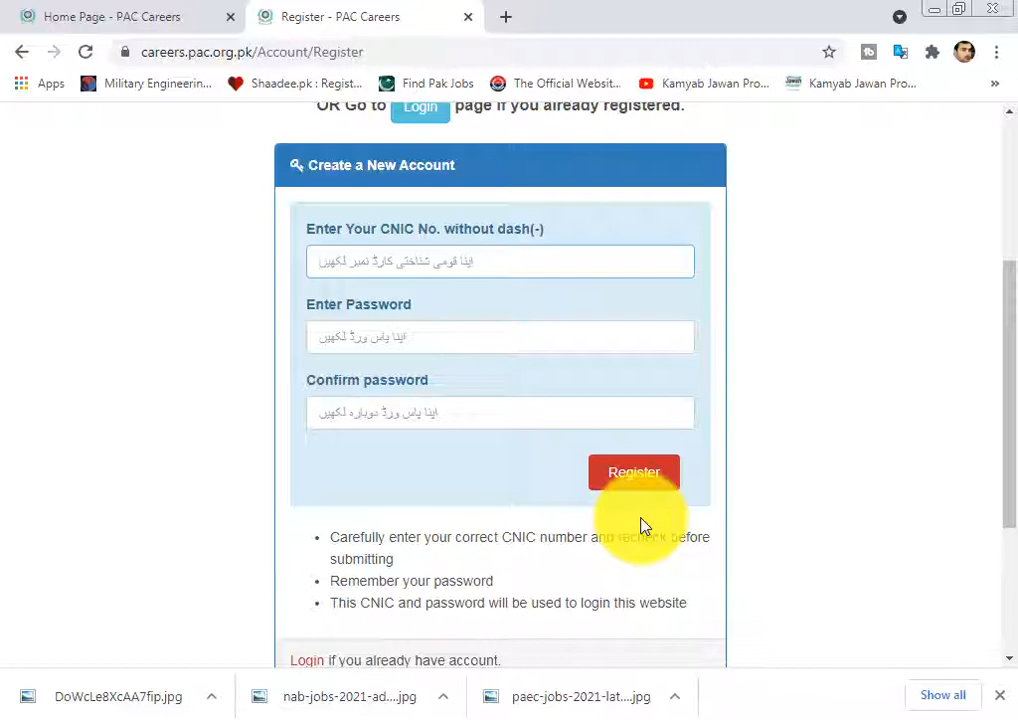 Home Page - PAC Careers
Register - PAC Careers
careers.pac.org.pk/Account/Register
Apps
Military Engineerin...
Shaadee.pk : Regist...
Find Pak Jobs
The Official Websit...
Kamyab Jawan Pro...
Kamyab Jawan Pro...
»
OR Go to Login page if you already registered.
Create a New Account
Enter Your CNIC No. without dash(-)
اپنا قومی شناختی کارڈ نمبر لکھیں
Enter Password
اپنا پاس ورڈ لکھیں
Confirm password
اپنا پاس ورڈ دوبارہ لکھیں
Register
• Carefully enter your correct CNIC number and recheck before
submitting
• Remember your password
• This CNIC and password will be used to login this website
Login if you already have account.
DoWcLe8XcAA7fip.jpg
nab-jobs-2021-ad....jpg
paec-jobs-2021-lat....jpg
Show all